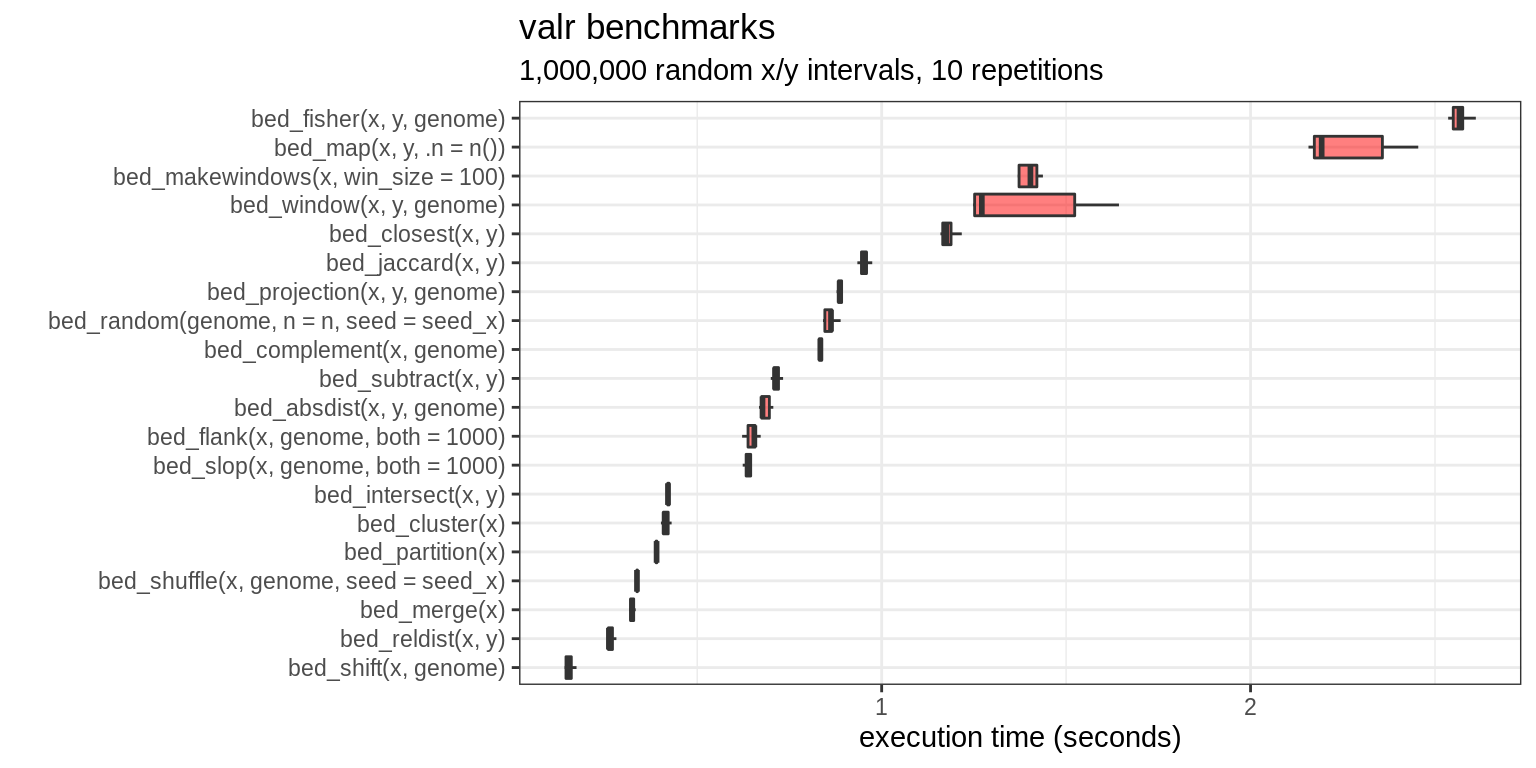 valr benchmarks
1,000,000 random x/y intervals, 10 repetitions
bed_fisher(x, y, genome)
bed_map(x, y, .n = n())
bed_makewindows(x, win_size = 100)
bed_window(x, y, genome)
bed_closest(x, y)
bed_jaccard(x, y)
bed_projection(x, y, genome)
bed_random(genome, n = n, seed = seed_x)
bed_complement(x, genome)
bed_subtract(x, y)
bed_absdist(x, y, genome)
bed_flank(x, genome, both = 1000)
bed_slop(x, genome, both = 1000)
bed_intersect(x, y)
bed_cluster(x)
bed_partition(x)
bed_shuffle(x, genome, seed = seed_x)
bed_merge(x)
bed_reldist(x, y)
bed_shift(x, genome)
1 2
execution time (seconds)